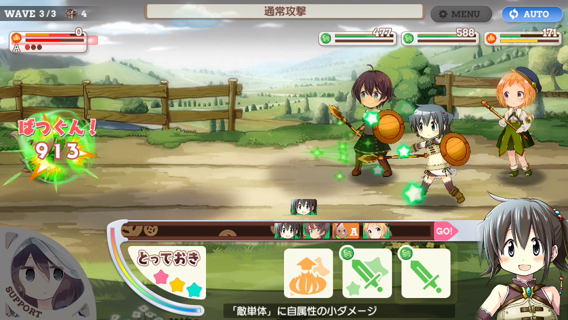 WAVE 3/3 4
通常攻撃
MENU
AUTO
0
A
477
588
171
ばつぐん!
913
A
GO!
とっておき
SUPPORT
「敵単体」に自属性の小ダメージ